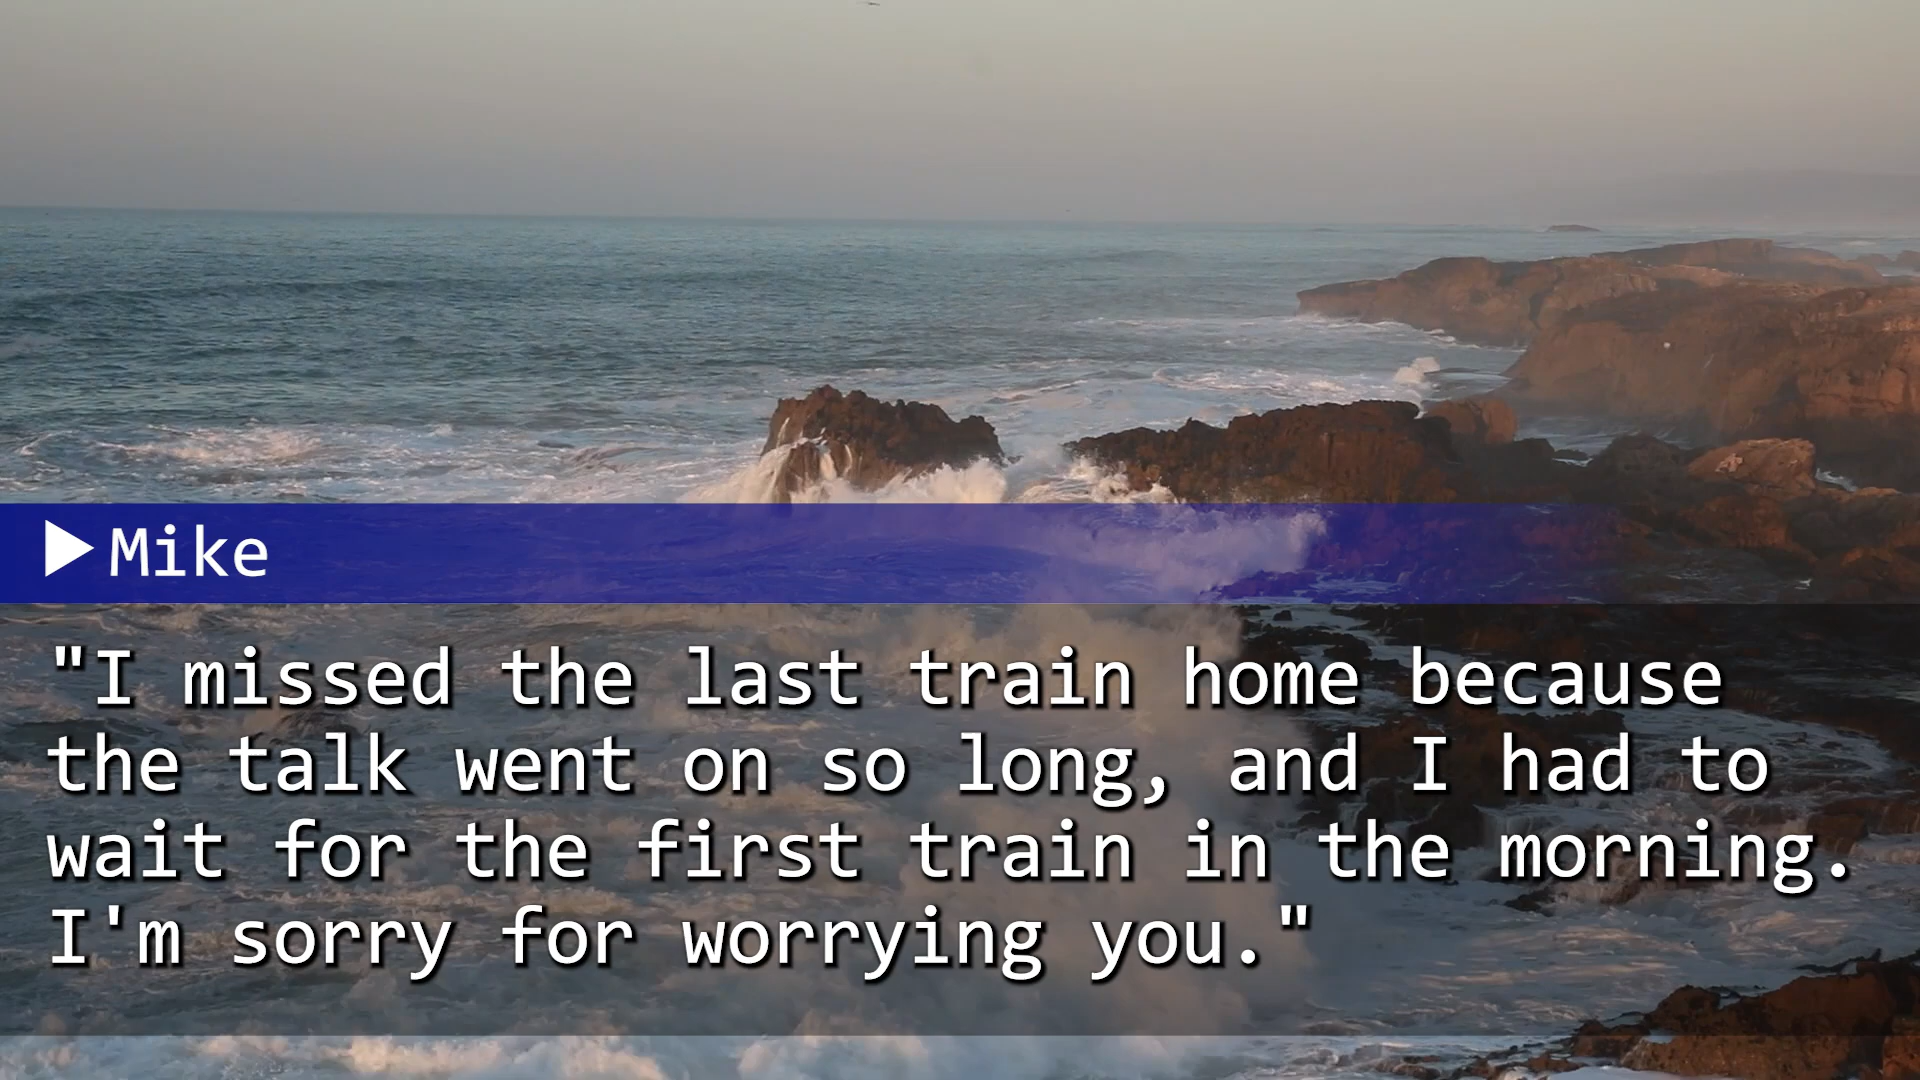 Mike
"I missed the last train home because
the talk went on so long, and I had to
wait for the first train in the morning.
I'm sorry for worrying you."